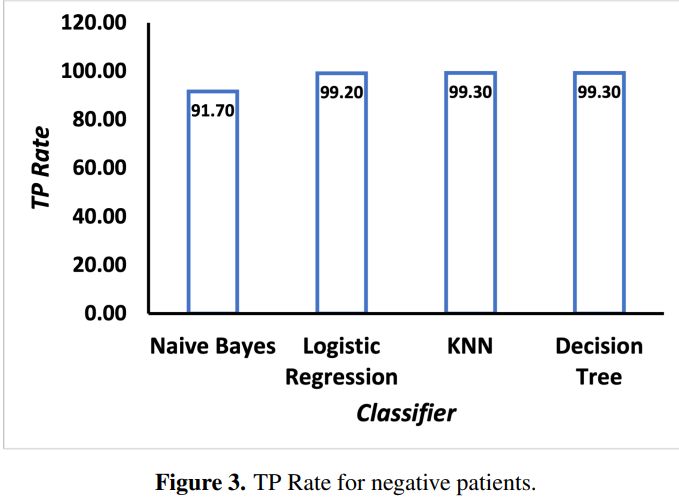 120.00
100.00
80.00
60.00
40.00
20.00
0.00
TP Rate
91.70
99.20
99.30
99.30
Naive Bayes
Logistic
Regression
KNN
Decision
Tree
Classifier
Figure 3. TP Rate for negative patients.